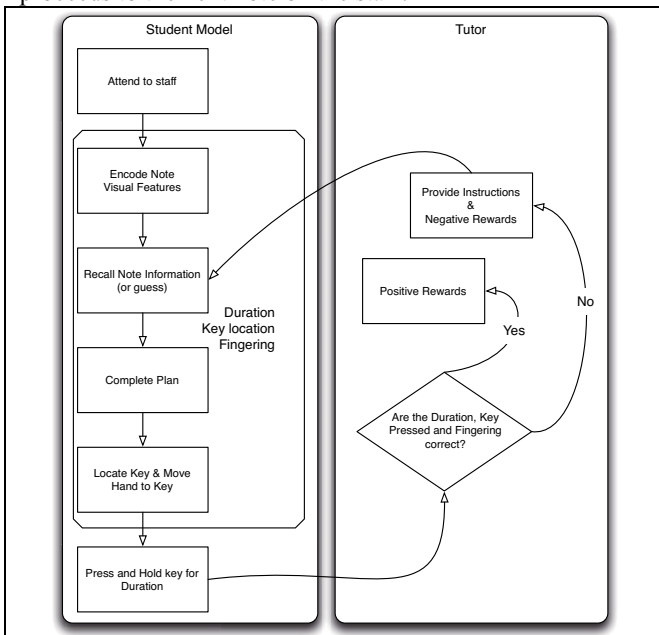 Student Model
Attend to staff
Encode Note
Visual Features
Recall Note Information
(or guess)
Duration
Key location
Fingering
Complete Plan
Locate Key & Move
Hand to Key
Press and Hold key for
Duration
Tutor
Provide Instructions
&
Negative Rewards
Positive Rewards
No
Yes
Are the Duration, Key
Pressed and Fingering
correct?